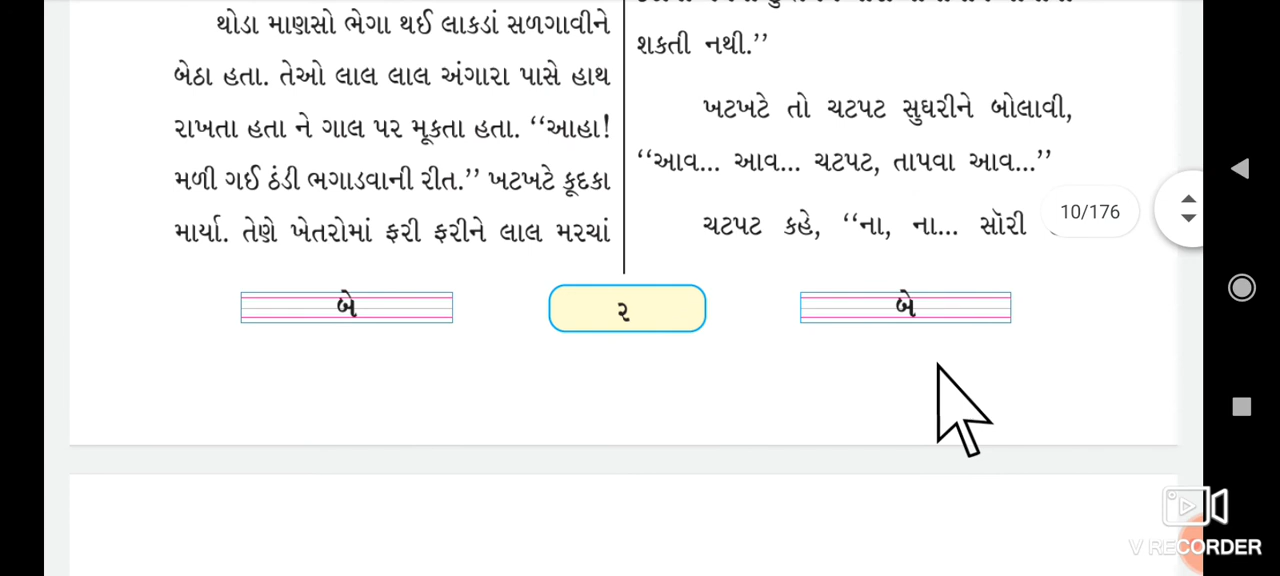 થોડા માણસો ભેગા થઈ લાકડાં સળગાવીને
બેઠા હતા. તેઓ લાલ લાલ અંગારા પાસે હાથ
રાખતા હતા ને ગાલ પર મૂકતા હતા. “આહા!
મળી ગઈ ઠંડી ભગાડવાની રીત.” ખટખટે કૂદકા
માર્યા. તેણે ખેતરોમાં ફરી ફરીને લાલ મરચાં
શકતી નથી.”
ખટખટે તો ચટપટ સુઘરીને બોલાવી,
“આવ... આવ... ચટપટ, તાપવા આવ...”
ચટપટ કહે, “ના, ના... સૉરી
બે
૨
બે
10/176
V RECORDER